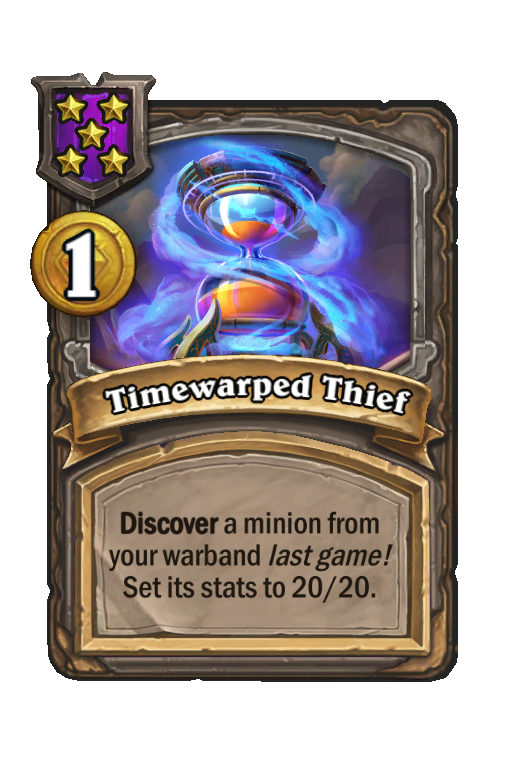 1
Timewarped Thief
Discover a minion from
your warband last game!
Set its stats to 20/20.